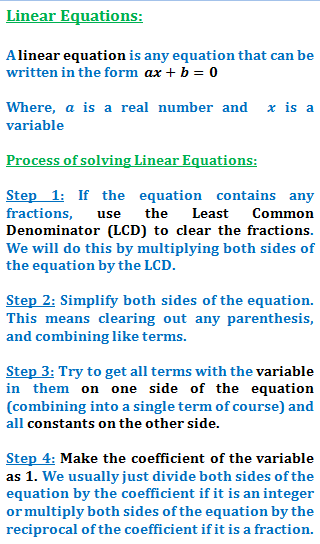 Linear Equations:
A linear equation is any equation that can be
written in the form ax + b = 0
Where, a is a real number and x is a
variable
Process of solving Linear Equations:
Step 1: If the equation contains any
fractions, use the Least Common
Denominator (LCD) to clear the fractions.
We will do this by multiplying both sides of
the equation by the LCD.
Step 2: Simplify both sides of the equation.
This means clearing out any parenthesis,
and combining like terms.
Step 3: Try to get all terms with the variable
in them on one side of the equation
(combining into a single term of course) and
all constants on the other side.
Step 4: Make the coefficient of the variable
as 1. We usually just divide both sides of the
equation by the coefficient if it is an integer
or multiply both sides of the equation by the
reciprocal of the coefficient if it is a fraction.